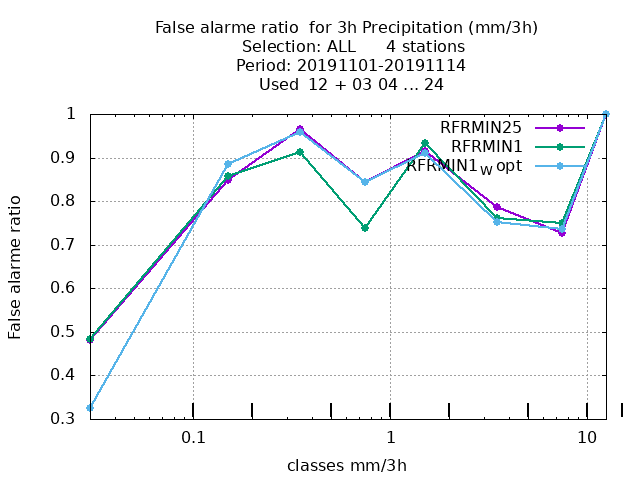 False alarme ratio  for 3h Precipitation (mm/3h)
Selection: ALL      4 stations
Period: 20191101-20191114
Used  12 + 03 04 ... 24
RFRMIN25
RFRMIN1
RFRMIN1w opt
1
0.9
0.8
0.7
0.6
0.5
0.4
0.3
False alarme ratio
0.1
1
10
classes mm/3h